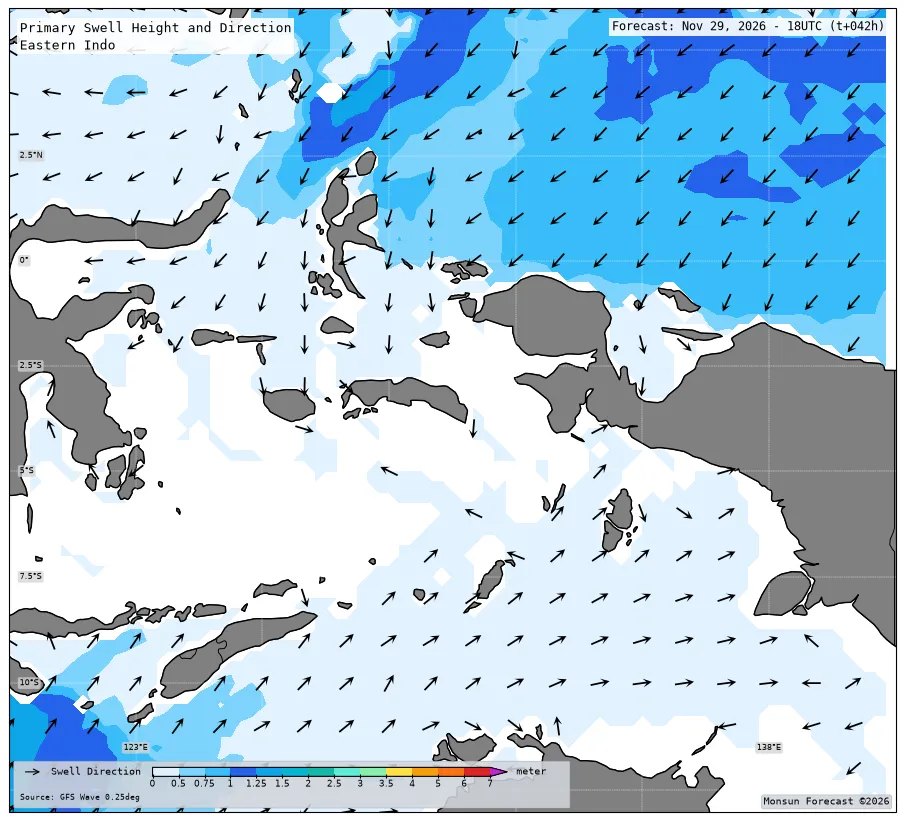 Primary Swell Height and Direction
Eastern Indo
Forecast: Nov 29, 2026 - 18UTC (t+042h)
2.5°N
0°
2.5°S
5°S
7.5°S
10°S
123°E
138°E
Swell Direction
0 0.5 0.75 1 1.25 1.5 2 2.5 3 3.5 4 5 6 7
meter
Source: GFS Wave 0.25deg
Monsun Forecast ©2026